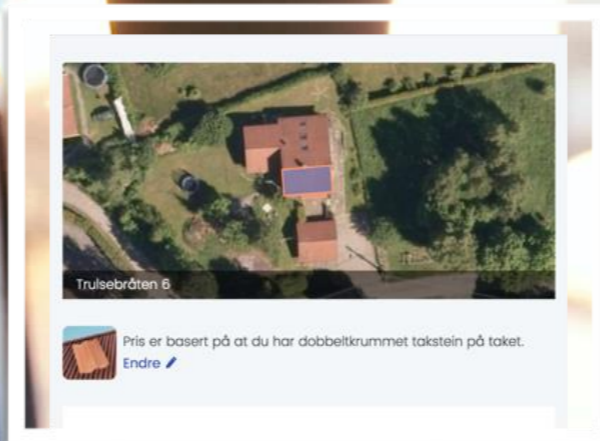 Trulsebråten 6
Pris er basert på at du har dobbeltkrummet takstein på taket.
Endre